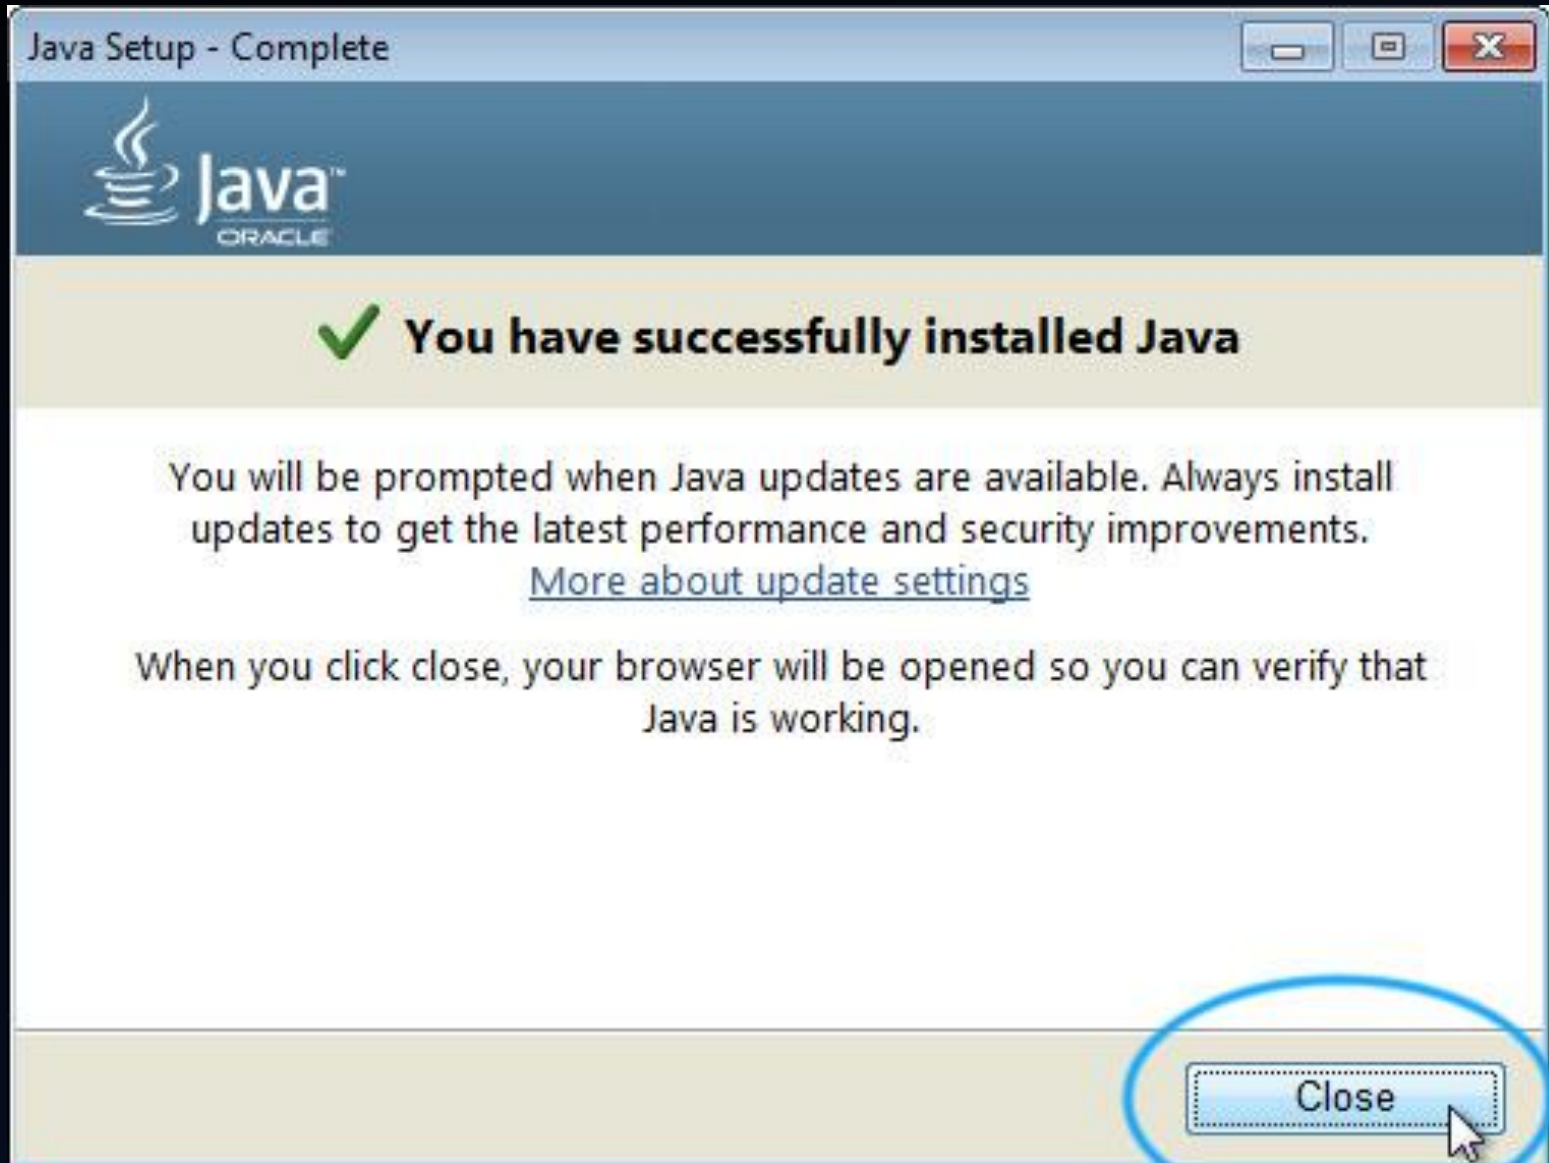 Java Setup - Complete
Java™
ORACLE
You have successfully installed Java
You will be prompted when Java updates are available. Always install
updates to get the latest performance and security improvements.
More about update settings
When you click close, your browser will be opened so you can verify that
Java is working.
Close